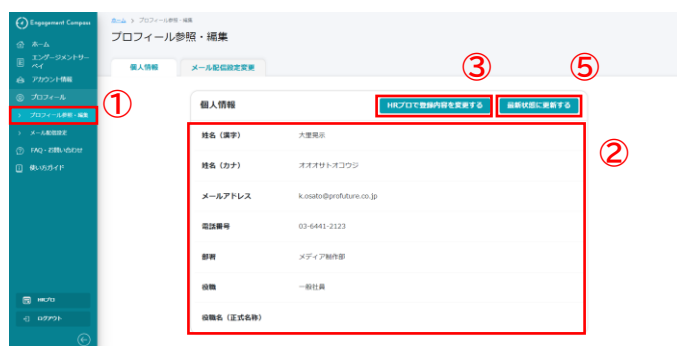 Engagement Compass
ホーム
エンゲージメントサー
ベイ
アカウント情報
プロフィール
プロフィール参照・編集
メール配信設定
FAQ・お問い合わせ
使い方ガイド
HRプロ
ログアウト
ホーム > プロフィール参照・編集
プロフィール参照・編集
個人情報
メール配信設定変更
①
③
⑤
個人情報
HRプロで登録内容を変更する
最新状態に更新する
②
姓名（漢字）
大里晃示
姓名（カナ）
オオオサトオコウジ
メールアドレス
k.osato@profuture.co.jp
電話番号
03-6441-2123
部署
メディア制作部
役職
一般社員
役職名（正式名称）